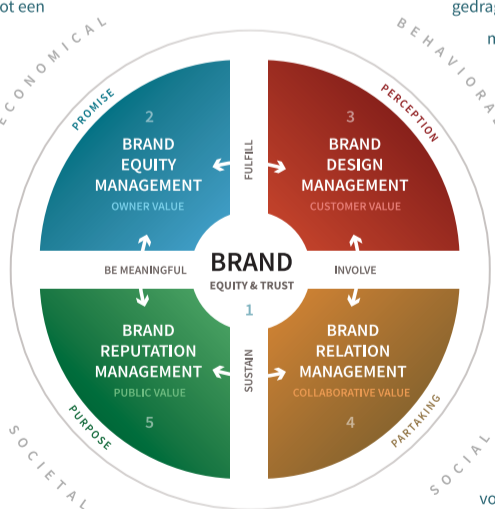 ot een
gedrag
n
ECONOMICAL
BEHAVIORAL
PROMISE
PERCEPTION
2
BRAND
EQUITY
MANAGEMENT
OWNER VALUE
FULFILL
3
BRAND
DESIGN
MANAGEMENT
CUSTOMER VALUE
BE MEANINGFUL
BRAND
EQUITY & TRUST
1
INVOLVE
BRAND
REPUTATION
MANAGEMENT
PUBLIC VALUE
5
SUSTAIN
BRAND
RELATION
MANAGEMENT
COLLABORATIVE VALUE
4
PURPOSE
PARTAKING
SOCIETAL
SOCIAL
vo